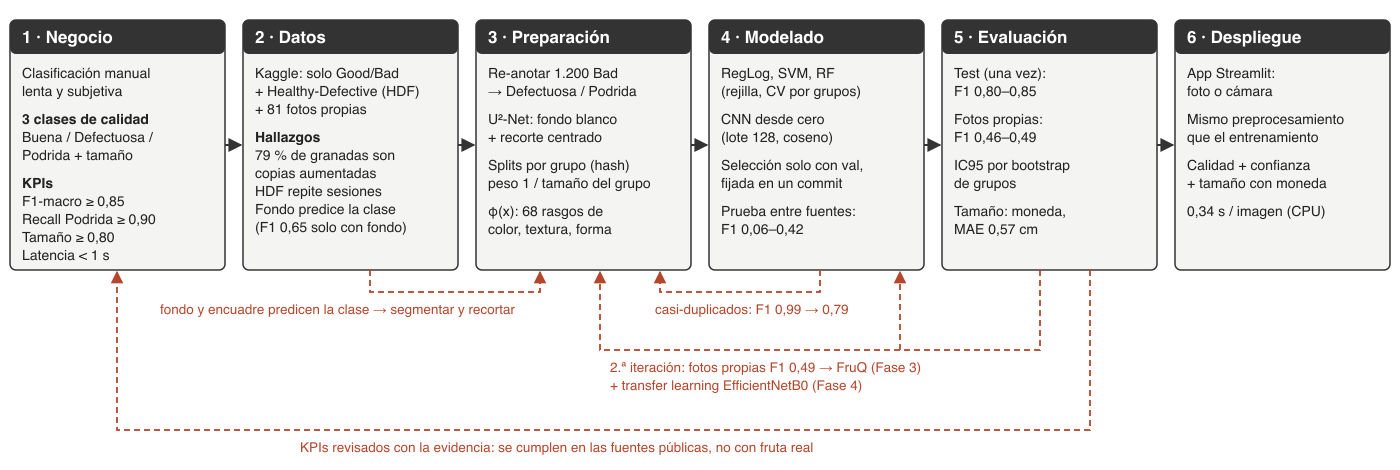 1 · Negocio
Clasificación manual
lenta y subjetiva
3 clases de calidad
Buena / Defectuosa /
Podrida + tamaño
KPIs
F1-macro ≥ 0,85
Recall Podrida ≥ 0,90
Tamaño ≥ 0,80
Latencia < 1 s
2 · Datos
Kaggle: solo Good/Bad
+ Healthy-Defective (HDF)
+ 81 fotos propias
Hallazgos
79 % de granadas son
copias aumentadas
HDF repite sesiones
Fondo predice la clase
(F1 0,65 solo con fondo)
3 · Preparación
Re-anotar 1.200 Bad
→ Defectuosa / Podrida
U²-Net: fondo blanco
+ recorte centrado
Splits por grupo (hash)
peso 1 / tamaño del grupo
φ(x): 68 rasgos de
color, textura, forma
4 · Modelado
RegLog, SVM, RF
(rejilla, CV por grupos)
CNN desde cero
(lote 128, coseno)
Selección solo con val,
fijada en un commit
Prueba entre fuentes:
F1 0,06–0,42
5 · Evaluación
Test (una vez):
F1 0,80–0,85
Fotos propias:
F1 0,46–0,49
IC95 por bootstrap
de grupos
Tamaño: moneda,
MAE 0,57 cm
6 · Despliegue
App Streamlit:
foto o cámara
Mismo preprocesamiento
que el entrenamiento
Calidad + confianza
+ tamaño con moneda
0,34 s / imagen (CPU)
fondo y encuadre predicen la clase → segmentar y recortar
casi-duplicados: F1 0,99 → 0,79
2.ª iteración: fotos propias F1 0,49 → FruQ (Fase 3)
+ transfer learning EfficientNetB0 (Fase 4)
KPIs revisados con la evidencia: se cumplen en las fuentes públicas, no con fruta real